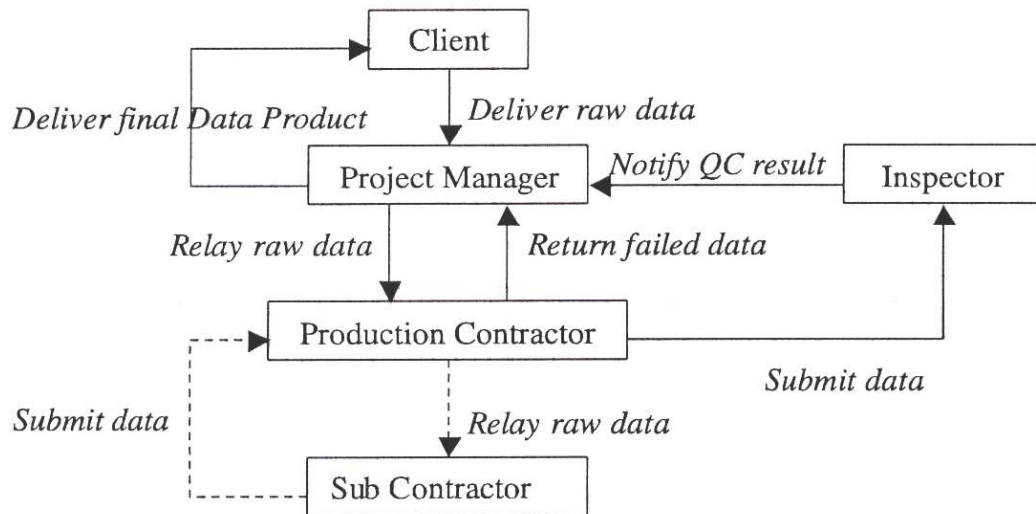 Client
Deliver final Data Product
Deliver raw data
Project Manager
Notify QC result
Inspector
Relay raw data
Return failed data
Production Contractor
Submit data
Submit data
Relay raw data
Sub Contractor